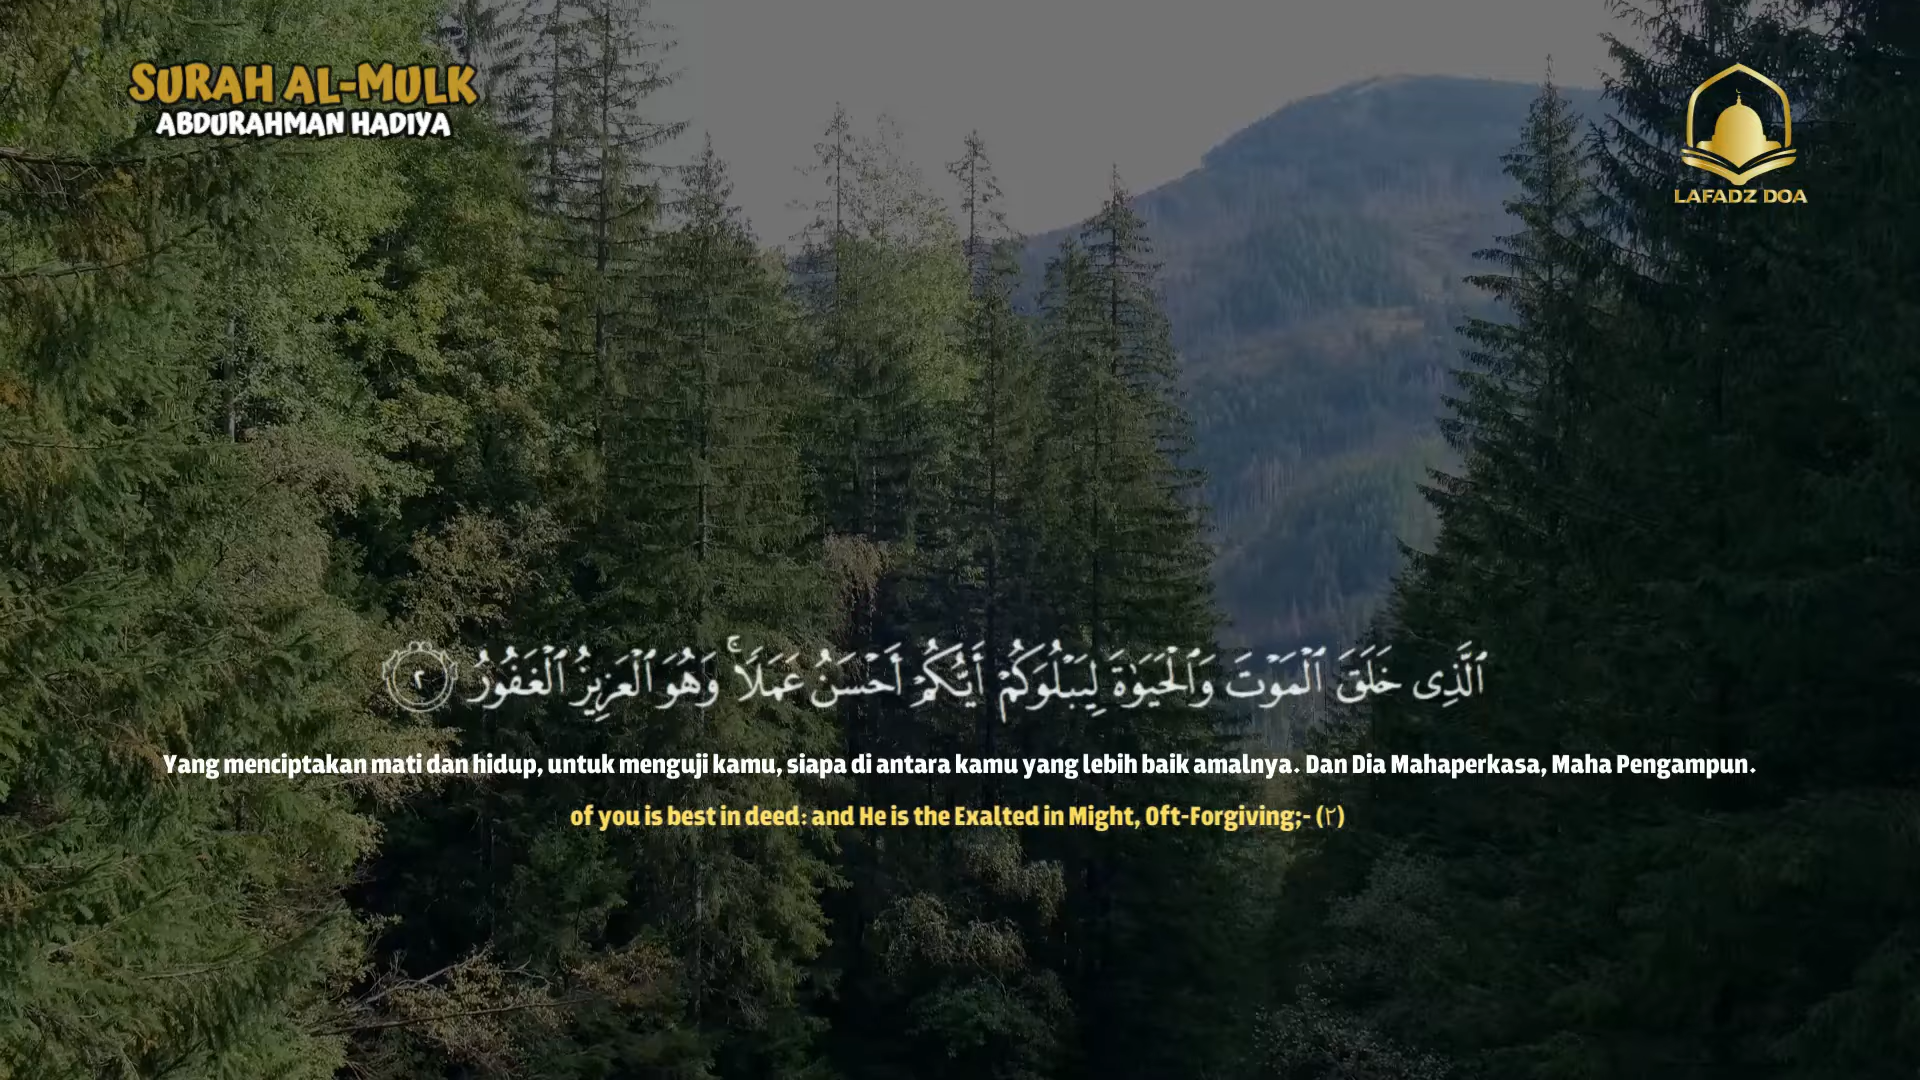 SURAH AL-MULK
ABDURAHMAN HADIYA
LAFADZ DOA
ٱلَّذِى خَلَقَ ٱلْمَوْتَ وَٱلْحَيَوٰةَ لِيَبْلُوَكُمْ أَيُّكُمْ أَحْسَنُ عَمَلًا ۚ وَهُوَ ٱلْعَزِيزُ ٱلْغَفُورُ ٢
Yang menciptakan mati dan hidup, untuk menguji kamu, siapa di antara kamu yang lebih baik amalnya. Dan Dia Mahaperkasa, Maha Pengampun.
of you is best in deed: and He is the Exalted in Might, Oft-Forgiving;- (٢)